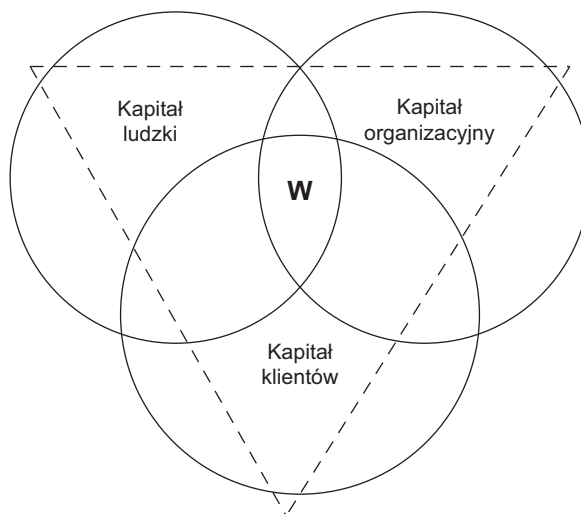 Kapitał
ludzki
Kapitał
organizacyjny
W
Kapitał
klientów